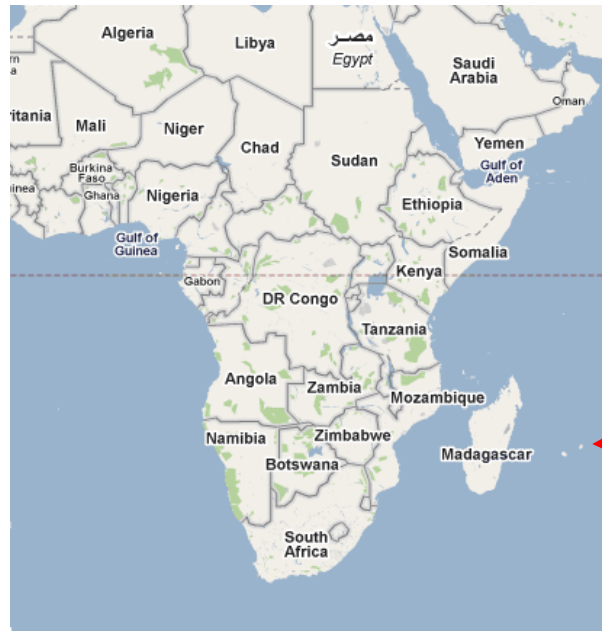 Algeria
Libya
مصر
Egypt
Saudi
Arabia
Oman
ritania
Mali
Niger
Chad
Sudan
Yemen
Gulf of
Aden
inea
Burkina
Faso
Ghana
Nigeria
Ethiopia
Gulf of
Guinea
Somalia
Kenya
Gabon
DR Congo
Tanzania
Angola
Zambia
Mozambique
Namibia
Zimbabwe
Botswana
Madagascar
South
Africa